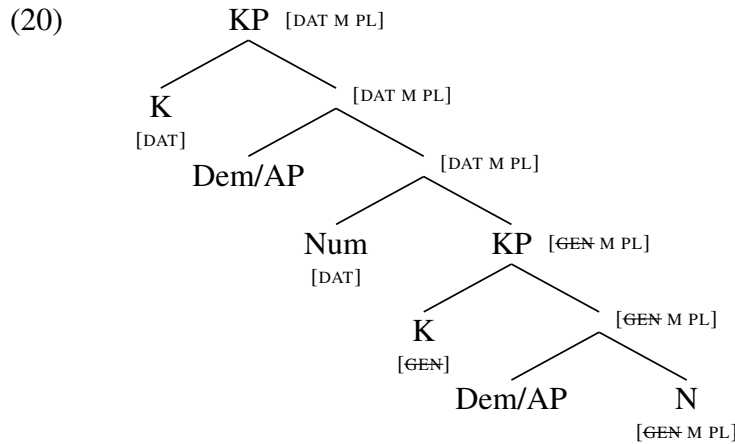 (20)
KP [DAT M PL]
K [DAT M PL]
[DAT]
Dem/AP [DAT M PL]
Num KP [GEN M PL]
[DAT]
K [GEN M PL]
[GEN]
Dem/AP N
[GEN M PL]